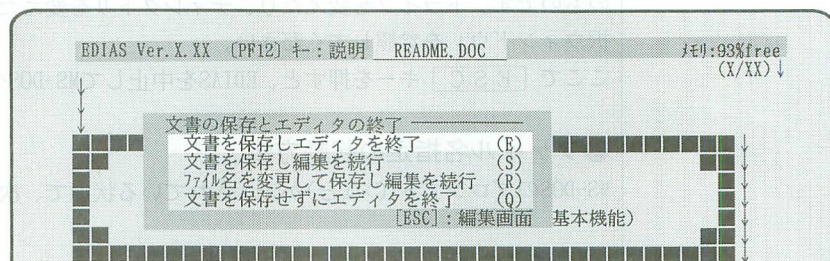 EDIAS Ver.X.XX 〔PF12〕キー:説明 README.DOC ﾒﾓﾘ:93%free
(X/XX)↓
文書の保存とエディタの終了
文書を保存しエディタを終了 (E)
文書を保存し編集を続行 (S)
ﾌｧｲﾙ名を変更して保存し編集を続行 (R)
文書を保存せずにエディタを終了 (Q)
[ESC]:編集画面 基本機能)